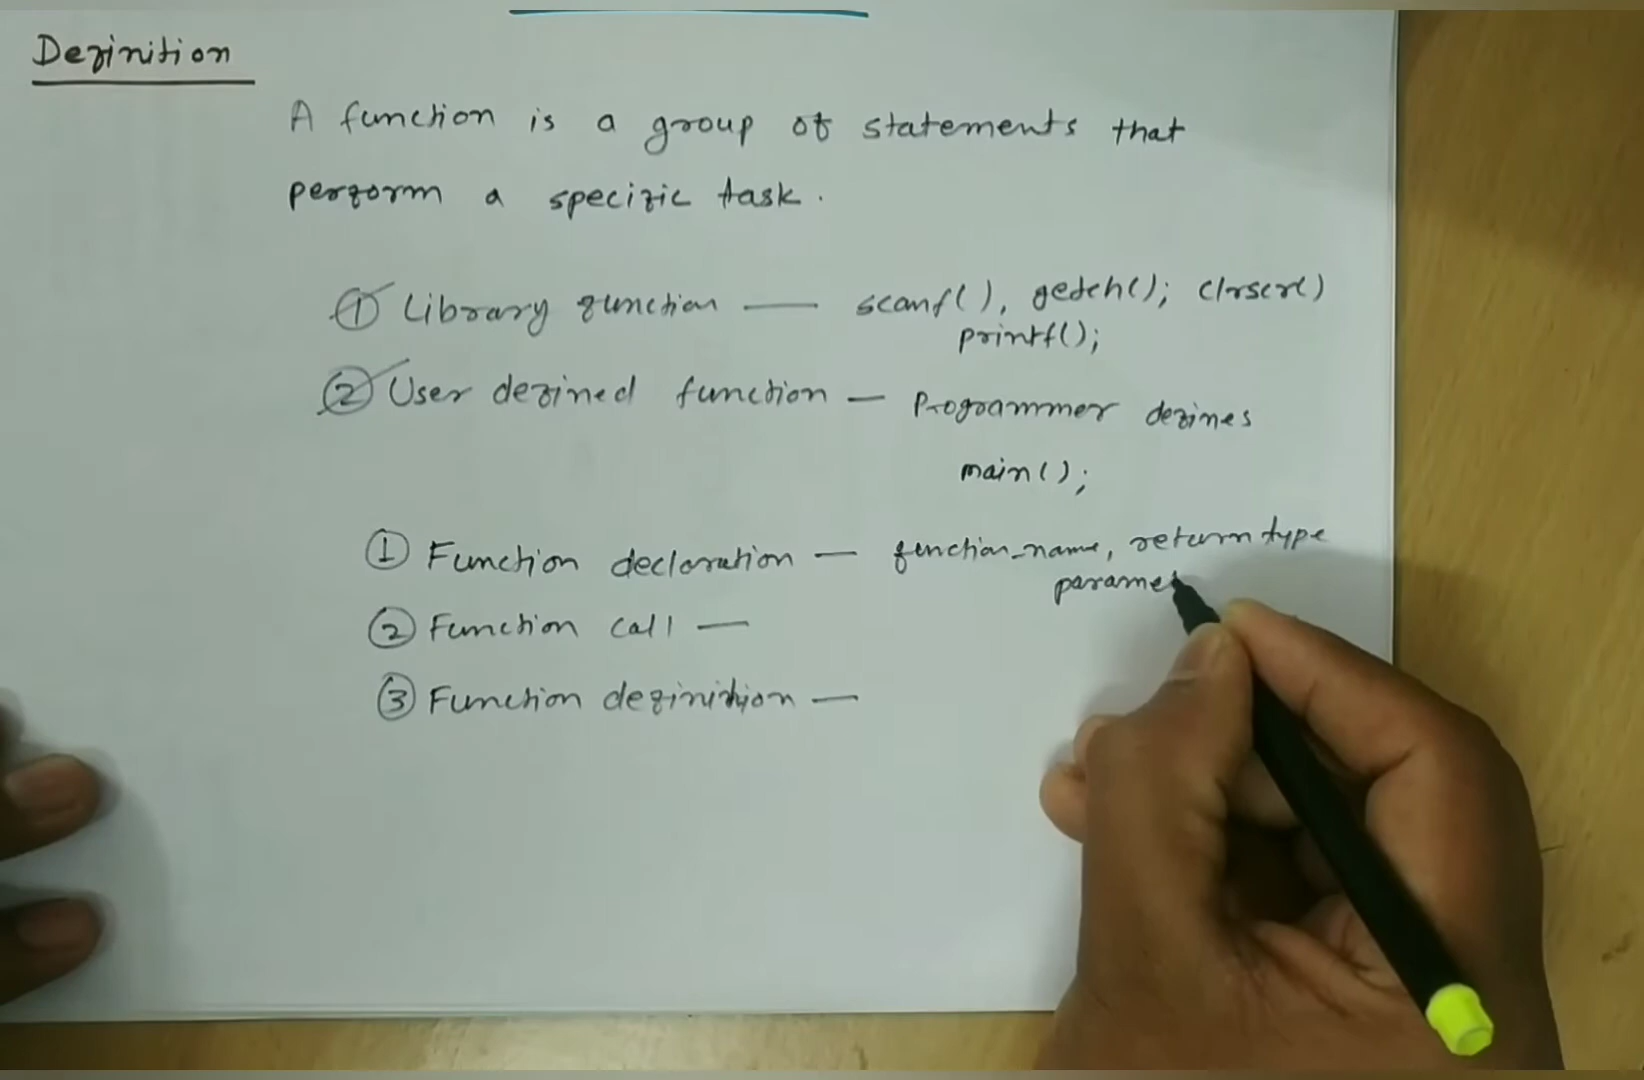 Definition
A function is a group of statements that
perform a specific task.
① Library function — scanf(), getch(); clrscr()
printf();
② User defined function — Programmer defines
main();
① Function declaration — function_name, return type
paramet
② Function call —
③ Function definition —